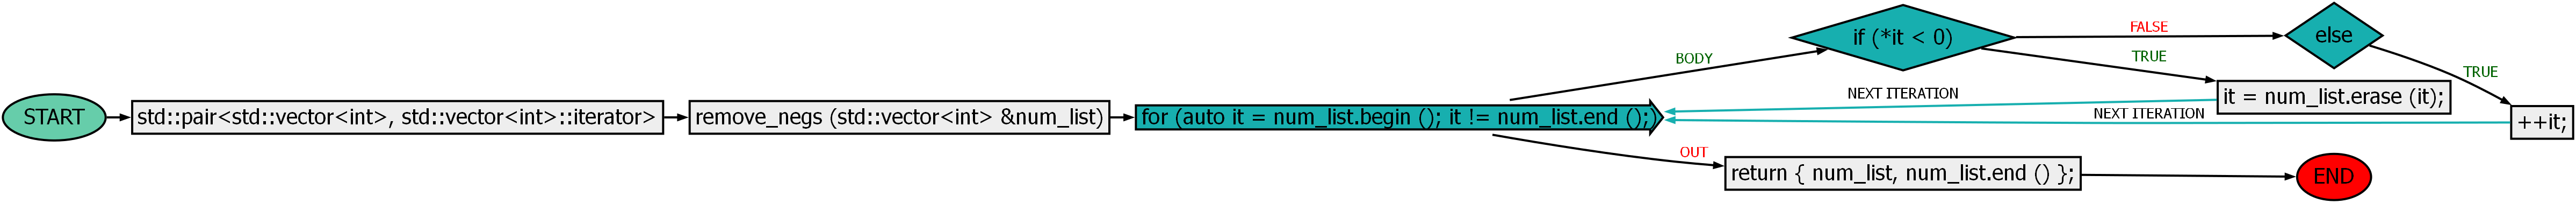 START
std::pair<std::vector<int>, std::vector<int>::iterator>
remove_negs (std::vector<int> &num_list)
for (auto it = num_list.begin (); it != num_list.end ();)
BODY
if (*it < 0)
FALSE
else
TRUE
TRUE
it = num_list.erase (it);
NEXT ITERATION
++it;
NEXT ITERATION
OUT
return { num_list, num_list.end () };
END